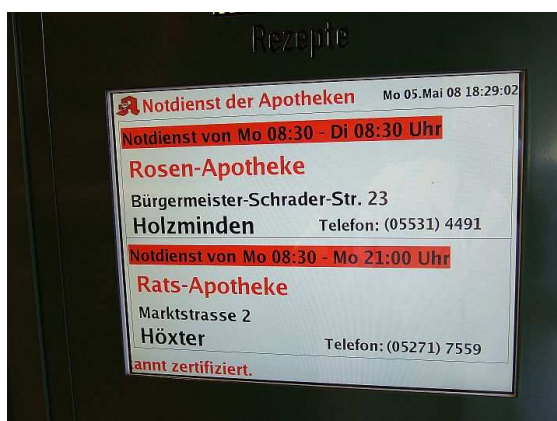 Rezepte
Notdienst der Apotheken Mo 05.Mai 08 18:29:02
Notdienst von Mo 08:30 - Di 08:30 Uhr
Rosen-Apotheke
Bürgermeister-Schrader-Str. 23
Holzminden Telefon: (05531) 4491
Notdienst von Mo 08:30 - Mo 21:00 Uhr
Rats-Apotheke
Marktstrasse 2
Höxter Telefon: (05271) 7559
annt zertifiziert.